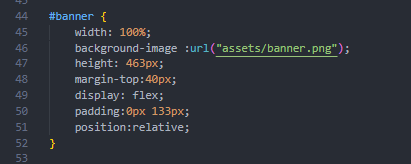 44 #banner {
45 width: 100%;
46 background-image :url("assets/banner.png");
47 height: 463px;
48 margin-top:40px;
49 display: flex;
50 padding:0px 133px;
51 position:relative;
52 }
53